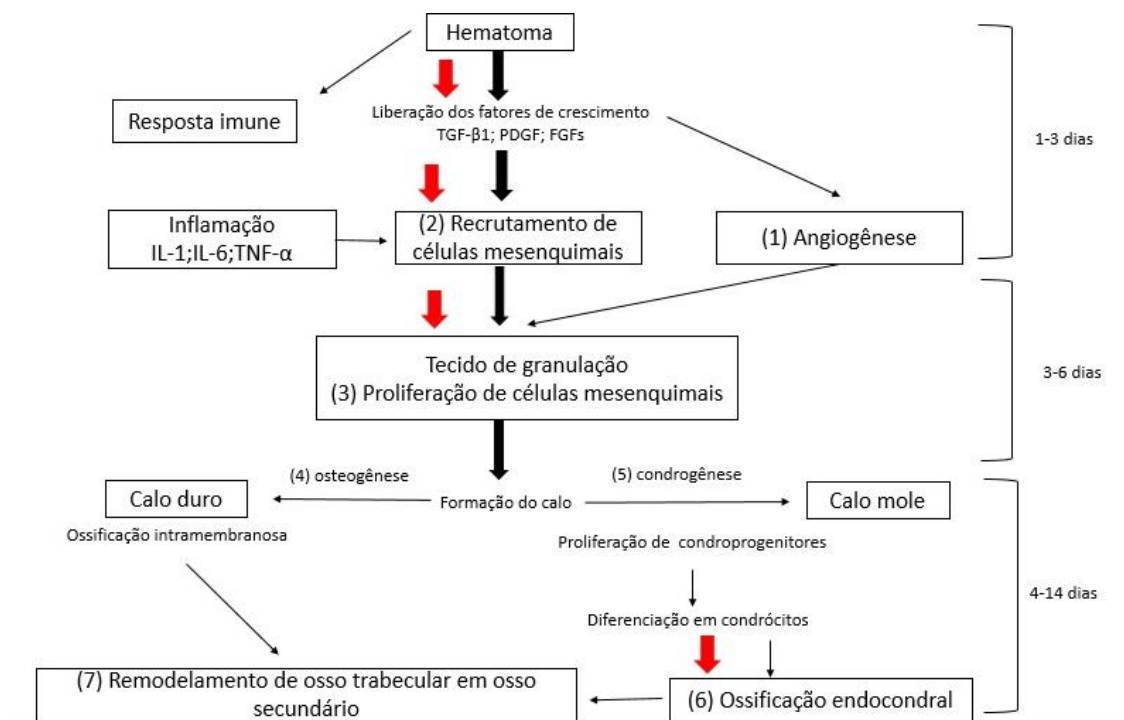 Hematoma
Liberação dos fatores de crescimento
TGF-β1; PDGF; FGFs
Resposta imune
1-3 dias
Inflamação
IL-1;IL-6;TNF-α
(2) Recrutamento de
células mesenquimais
(1) Angiogênese
Tecido de granulação
(3) Proliferação de células mesenquimais
3-6 dias
(4) osteogênese
(5) condrogênese
Calo duro
Formação do calo
Calo mole
Ossificação intramembranosa
Proliferação de condroprogenitores
4-14 dias
Diferenciação em condrócitos
(7) Remodelamento de osso trabecular em osso
secundário
(6) Ossificação endocondral